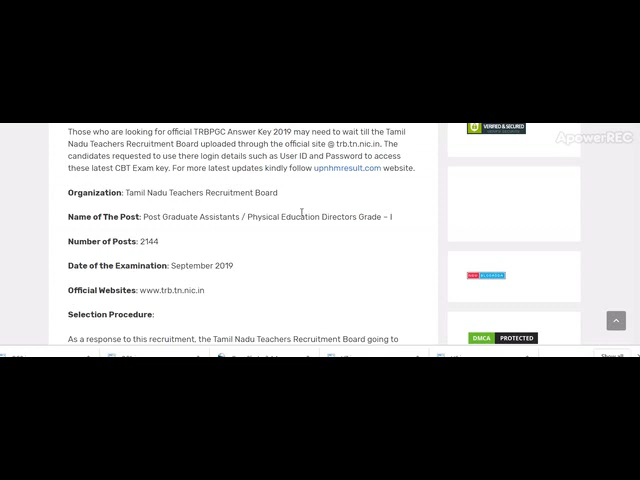 Those who are looking for official TRBPGC Answer Key 2019 may need to wait till the Tamil
Nadu Teachers Recruitment Board uploaded through the official site @ trb.tn.nic.in. The
candidates requested to use there login details such as User ID and Password to access
these latest CBT Exam key. For more latest updates kindly follow upnhmresult.com website.
Organization: Tamil Nadu Teachers Recruitment Board
Name of The Post: Post Graduate Assistants / Physical Education Directors Grade – I
Number of Posts: 2144
Date of the Examination: September 2019
Official Websites: www.trb.tn.nic.in
Selection Procedure:
As a response to this recruitment, the Tamil Nadu Teachers Recruitment Board going to
VERIFIED & SECURED
ApowerREC
DMCA PROTECTED
Show all